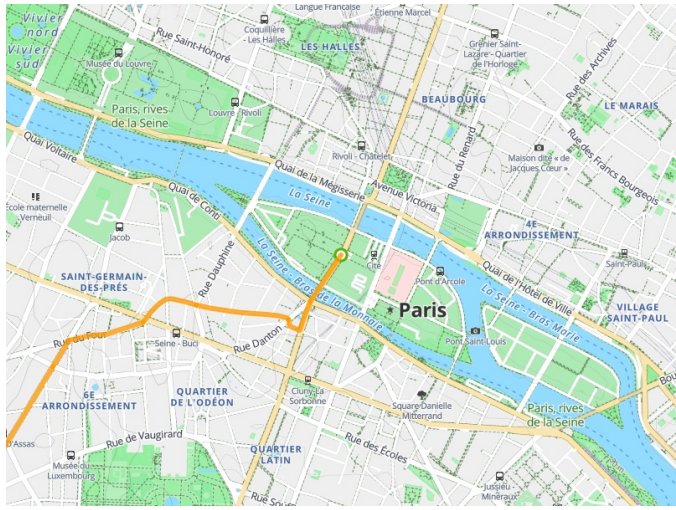 Langue Française
Étienne Marcel
Vivier
nord
Vivier
sud
Rue Saint-Honoré
Coquillière
- Les Halles
LES HALLES
Grenier Saint-
Lazare - Quartier
de l'Horloge
Rue des Archives
Musée du Louvre
BEAUBOURG
LE MARAIS
Paris, rives
de la Seine
Louvre - Rivoli
Rivoli - Châtelet
Rue du Renard
Maison dite « de
Jacques Cœur »
Rue des Francs Bourgeois
Quai Voltaire
Quai de la Mégisserie
Avenue Victoria
La Seine
Quai de Conti
École maternelle
Verneuil
Jacob
4E
ARRONDISSEMENT
Saint-Paul
Cité
Pont d'Arcole
Quai de l'Hôtel de Ville
SAINT-GERMAIN-
DES-PRÉS
Rue Dauphine
La Seine - Bras de la Monnaie
La Seine - Bras Marie
VILLAGE
SAINT-PAUL
Paris
Rue du Four
Seine - Buci
Rue Danton
Pont Saint-Louis
6E
ARRONDISSEMENT
QUARTIER
DE L'ODÉON
Cluny-La
Sorbonne
Square Danielle
Mitterrand
Paris, rives
de la Seine
Bou
d'Assas
Rue de Vaugirard
Rue des Écoles
Musée du
Luxembourg
QUARTIER
LATIN
Jussieu -
Minéraux
Rue Souf